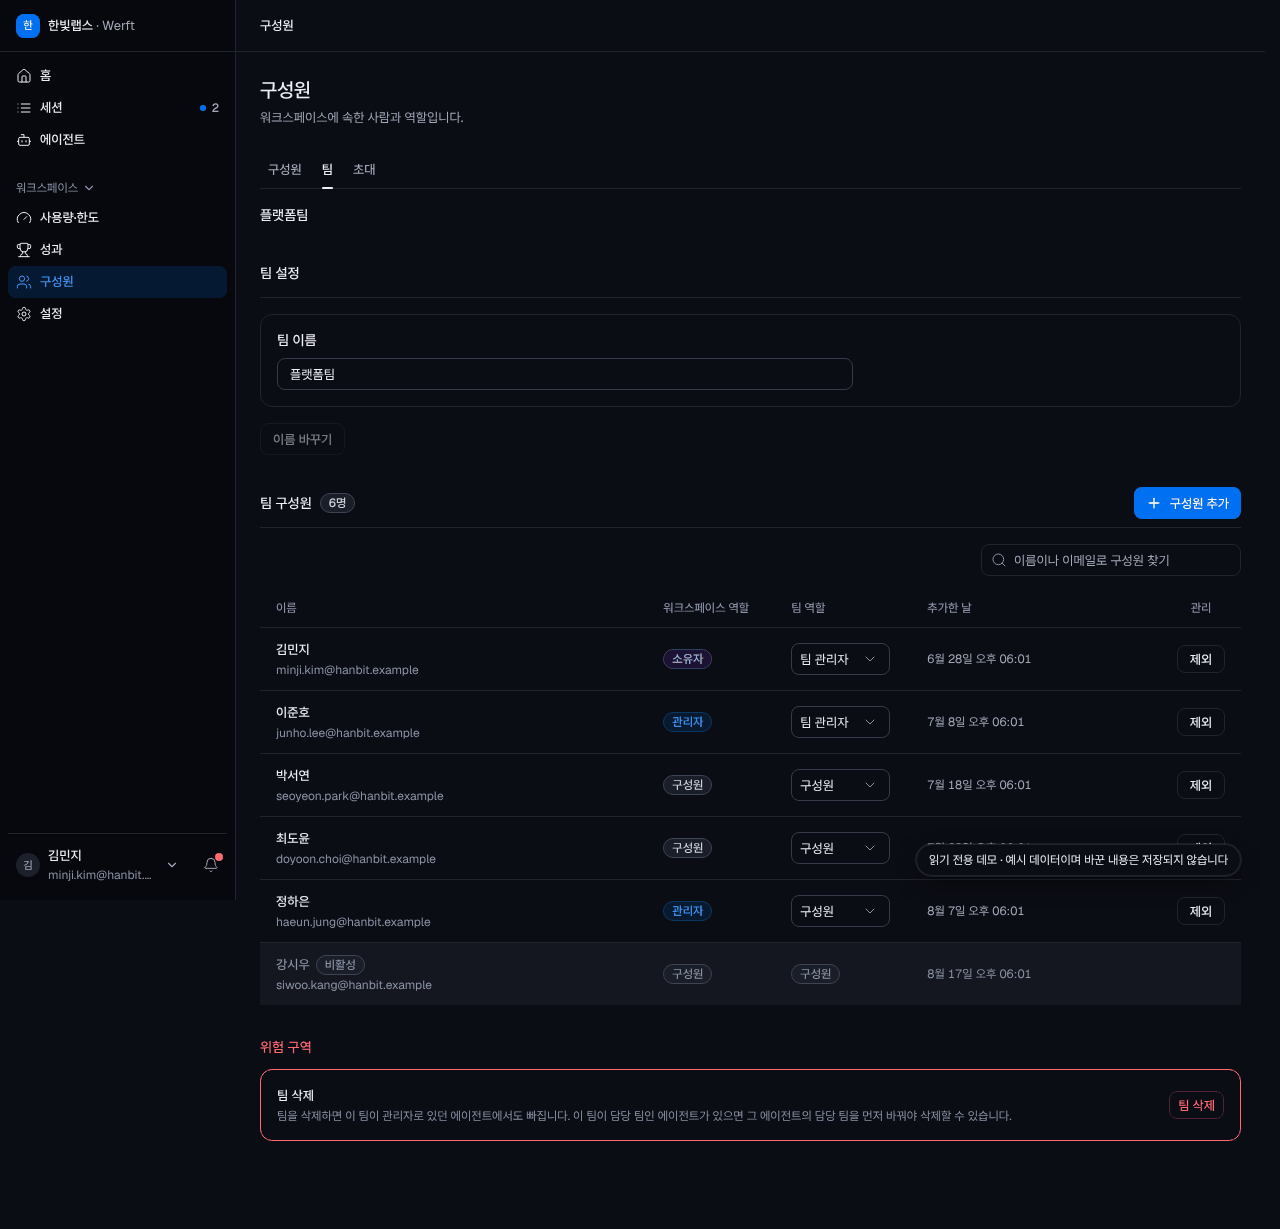 한 한빛랩스 · Werft
홈
세션 2
에이전트
워크스페이스
사용량·한도
성과
구성원
설정
김 김민지
minji.kim@hanbit....
구성원
구성원
워크스페이스에 속한 사람과 역할입니다.
구성원 팀 초대
플랫폼팀
팀 설정
팀 이름
플랫폼팀
이름 바꾸기
팀 구성원 6명 구성원 추가
이름이나 이메일로 구성원 찾기
이름 워크스페이스 역할 팀 역할 추가한 날 관리
김민지
minji.kim@hanbit.example
소유자 팀 관리자 6월 28일 오후 06:01 제외
이준호
junho.lee@hanbit.example
관리자 팀 관리자 7월 8일 오후 06:01 제외
박서연
seoyeon.park@hanbit.example
구성원 구성원 7월 18일 오후 06:01 제외
최도윤
doyoon.choi@hanbit.example
구성원 구성원
읽기 전용 데모 · 예시 데이터이며 바꾼 내용은 저장되지 않습니다
정하은
haeun.jung@hanbit.example
관리자 구성원 8월 7일 오후 06:01 제외
강시우 비활성
siwoo.kang@hanbit.example
구성원 구성원 8월 17일 오후 06:01
위험 구역
팀 삭제
팀을 삭제하면 이 팀이 관리자로 있던 에이전트에서도 빠집니다. 이 팀이 담당 팀인 에이전트가 있으면 그 에이전트의 담당 팀을 먼저 바꿔야 삭제할 수 있습니다.
팀 삭제